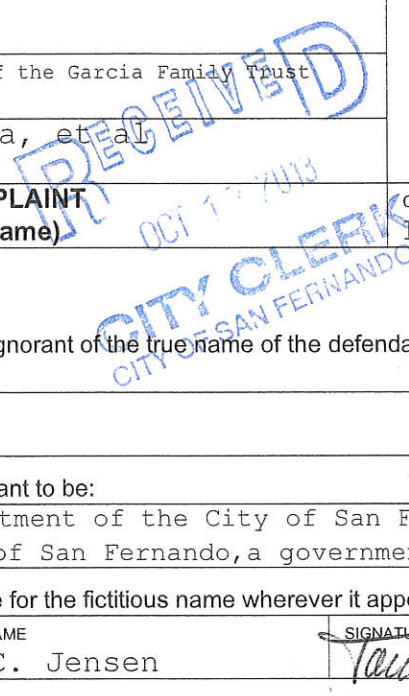 f the Garcia Family Trust
a, et al
RECEIVED
PLAINT
ame)
OCT 1
CITY CLERK
CITY OF SAN FERNANDO
gnorant of the true name of the defenda
ant to be:
tment of the City of San F
of San Fernando,a governme
e for the fictitious name wherever it appe
AME
SIGNATU
C. Jensen